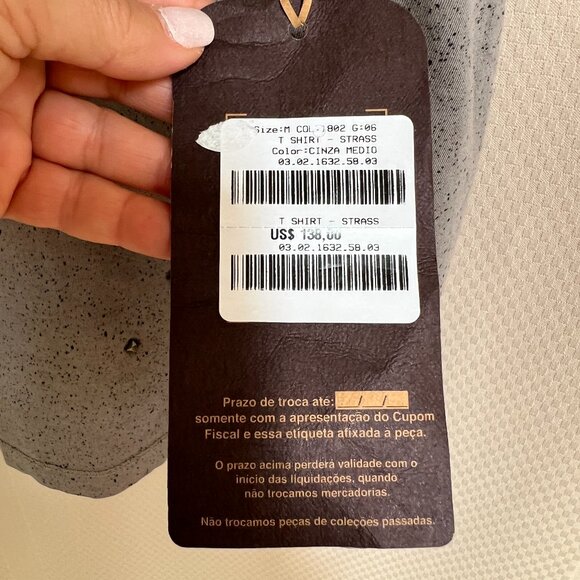 Size:M COL:1802 G:06
T SHIRT - STRASS
Color:CINZA MEDIO
03.02.1632.58.03
T SHIRT - STRASS
US$ 138,00
03.02.1632.58.03
Prazo de troca até: / /
somente com a apresentação do Cupom
Fiscal e essa etiqueta afixada à peça.
O prazo acima perderá validade com o
início das liquidações, quando
não trocamos mercadorias.
Não trocamos peças de coleções passadas.